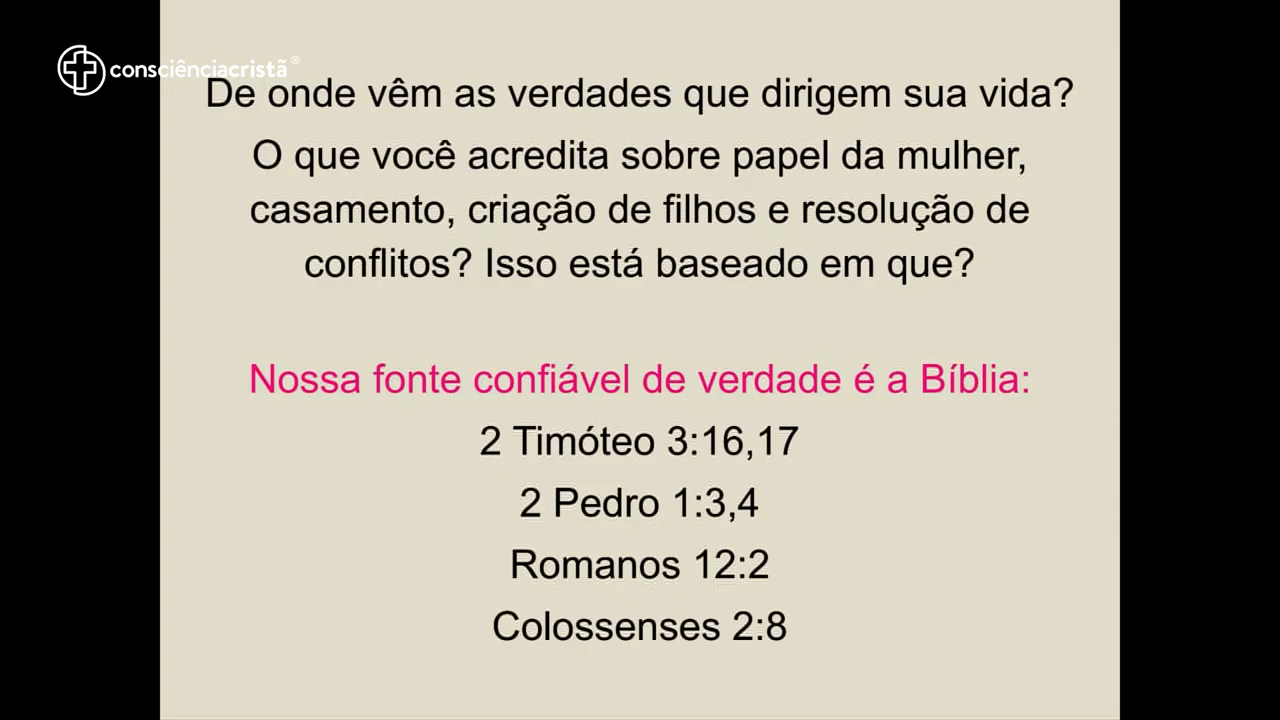 consciênciacristã®
De onde vêm as verdades que dirigem sua vida?
O que você acredita sobre papel da mulher,
casamento, criação de filhos e resolução de
conflitos? Isso está baseado em que?
Nossa fonte confiável de verdade é a Bíblia:
2 Timóteo 3:16,17
2 Pedro 1:3,4
Romanos 12:2
Colossenses 2:8